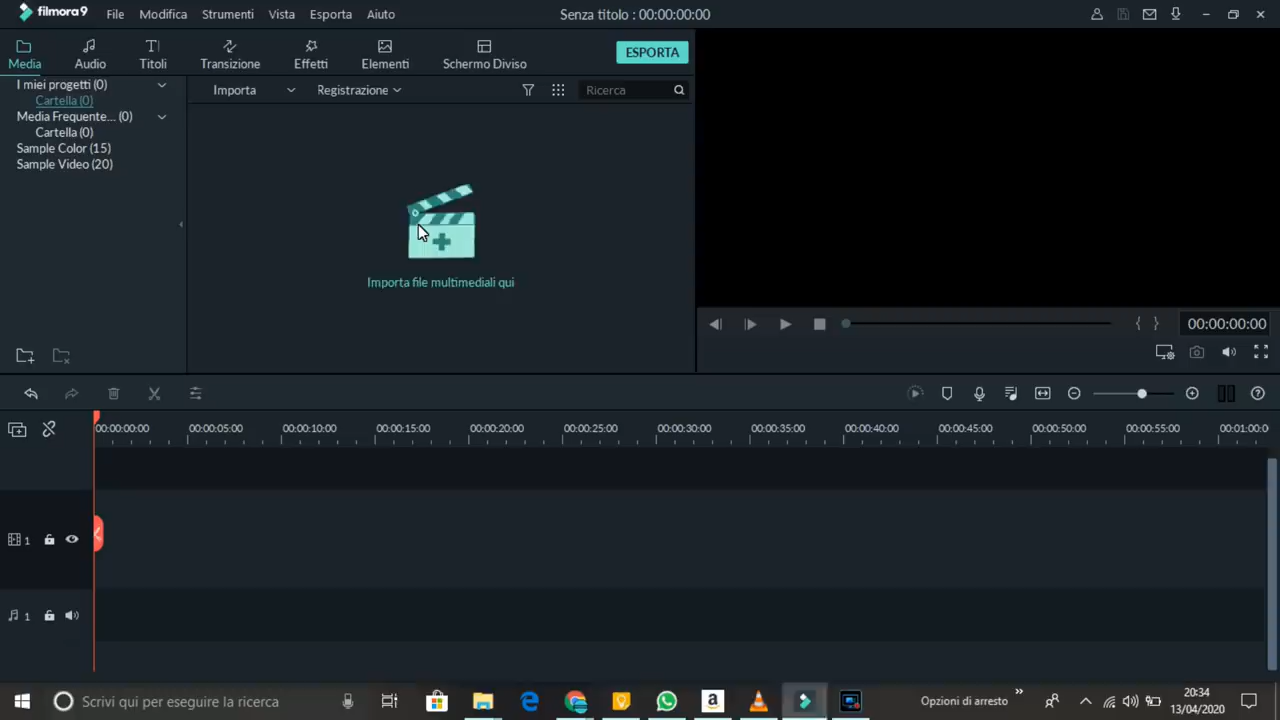 filmora9 File Modifica Strumenti Vista Esporta Aiuto Senza titolo : 00:00:00:00
Media Audio Titoli Transizione Effetti Elementi Schermo Diviso ESPORTA
I miei progetti (0)
Cartella (0)
Media Frequente... (0)
Cartella (0)
Sample Color (15)
Sample Video (20)
Importa Registrazione Ricerca
Importa file multimediali qui
00:00:00:00
00:00:00:00 00:00:05:00 00:00:10:00 00:00:15:00 00:00:20:00 00:00:25:00 00:00:30:00 00:00:35:00 00:00:40:00 00:00:45:00 00:00:50:00 00:00:55:00 00:01:00:0
1
1
Scrivi qui per eseguire la ricerca
a
Opzioni di arresto
20:34
13/04/2020